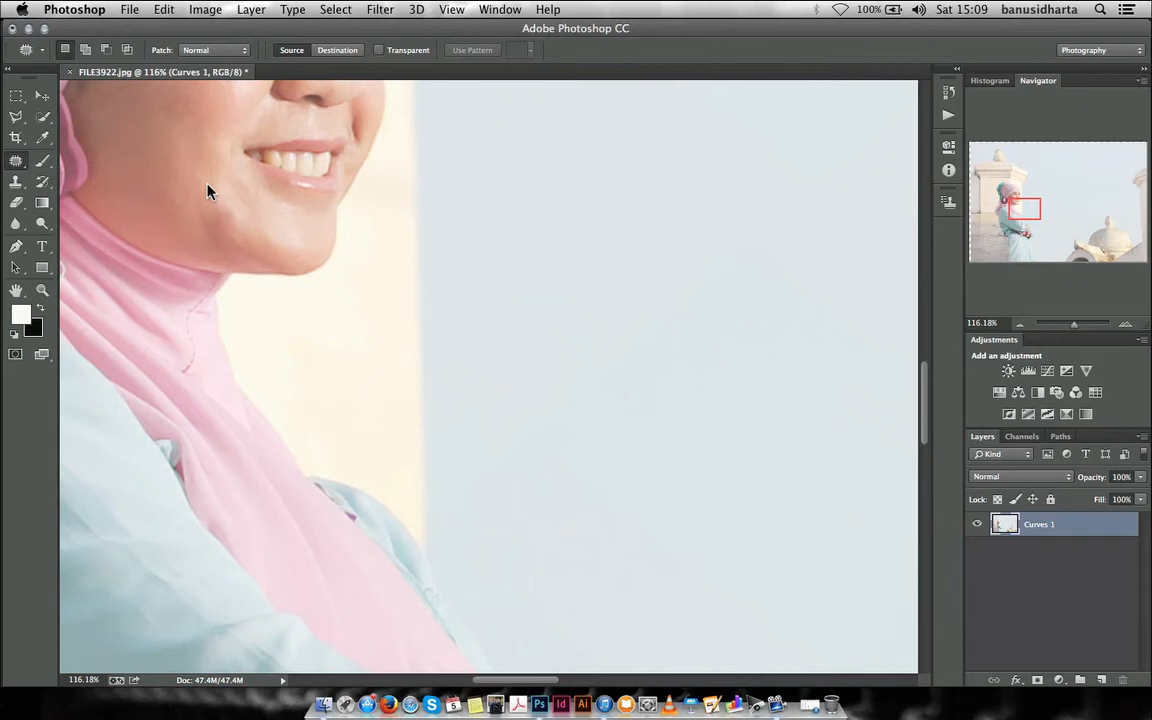 Photoshop File Edit Image Layer Type Select Filter 3D View Window Help 100% Sat 15:09 banusidharta
Adobe Photoshop CC
Patch: Normal Source Destination Transparent Use Pattern Photography
× FILE3922.jpg @ 116% (Curves 1, RGB/8) *
Histogram Navigator
116.18%
Adjustments
Add an adjustment
Layers Channels Paths
Kind
Normal Opacity: 100%
Lock: Fill: 100%
Curves 1
116.18% Doc: 47.4M/47.4M